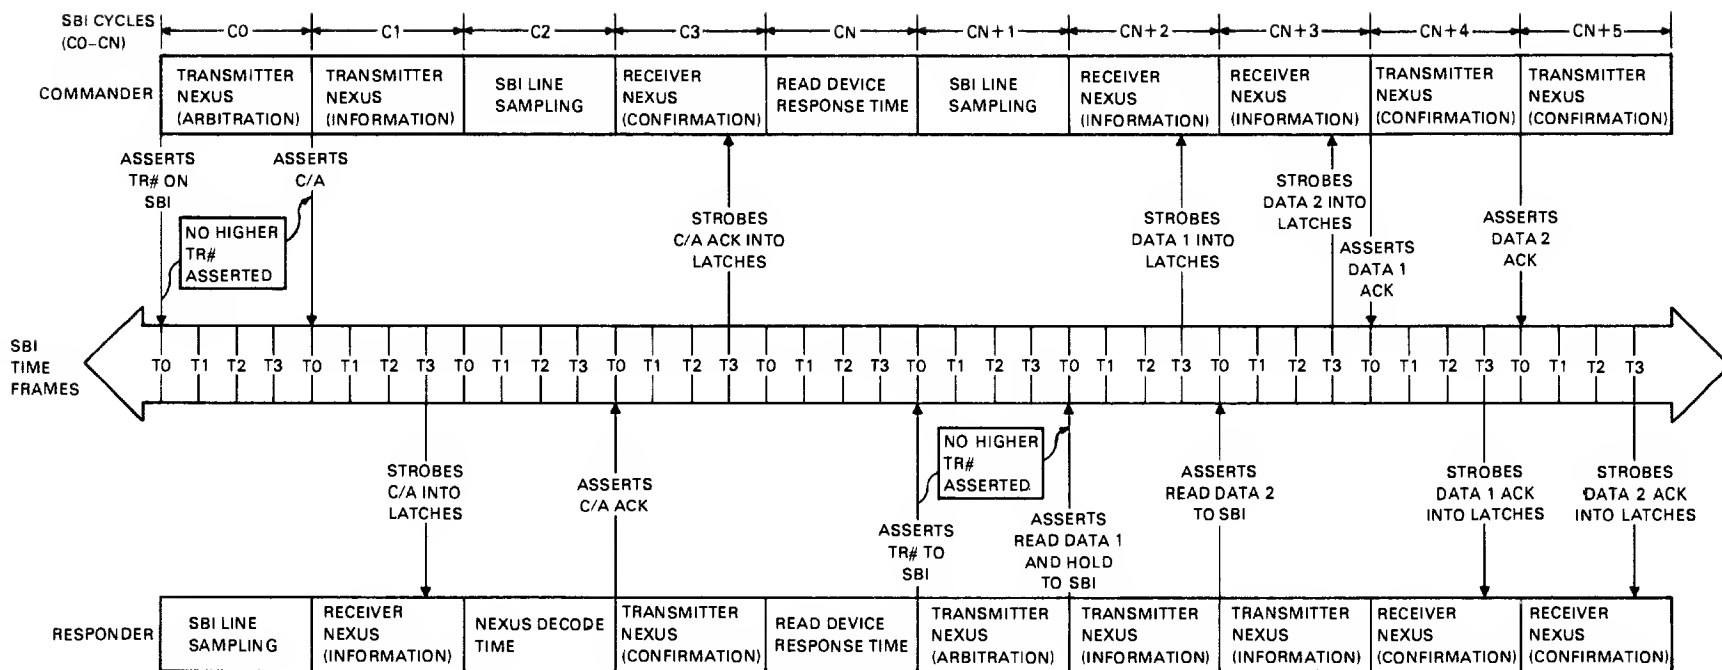 SBI CYCLES
(C0–CN)
C0
C1
C2
C3
CN
CN+1
CN+2
CN+3
CN+4
CN+5
COMMANDER
TRANSMITTER
NEXUS
(ARBITRATION)
TRANSMITTER
NEXUS
(INFORMATION)
SBI LINE
SAMPLING
RECEIVER
NEXUS
(CONFIRMATION)
READ DEVICE
RESPONSE TIME
SBI LINE
SAMPLING
RECEIVER
NEXUS
(INFORMATION)
RECEIVER
NEXUS
(INFORMATION)
TRANSMITTER
NEXUS
(CONFIRMATION)
TRANSMITTER
NEXUS
(CONFIRMATION)
ASSERTS
TR# ON
SBI
NO HIGHER
TR#
ASSERTED
ASSERTS
C/A
STROBES
C/A ACK INTO
LATCHES
STROBES
DATA 1 INTO
LATCHES
STROBES
DATA 2 INTO
LATCHES
ASSERTS
DATA 1
ACK
ASSERTS
DATA 2
ACK
SBI
TIME
FRAMES
T0 T1 T2 T3 T0 T1 T2 T3 T0 T1 T2 T3 T0 T1 T2 T3 T0 T1 T2 T3 T0 T1 T2 T3 T0 T1 T2 T3 T0 T1 T2 T3 T0 T1 T2 T3 T0 T1 T2 T3
STROBES
C/A INTO
LATCHES
ASSERTS
C/A ACK
ASSERTS
TR# TO
SBI
NO HIGHER
TR#
ASSERTED
ASSERTS
READ DATA 1
AND HOLD
TO SBI
ASSERTS
READ DATA 2
TO SBI
STROBES
DATA 1 ACK
INTO LATCHES
STROBES
DATA 2 ACK
INTO LATCHES
RESPONDER
SBI LINE
SAMPLING
RECEIVER
NEXUS
(INFORMATION)
NEXUS DECODE
TIME
TRANSMITTER
NEXUS
(CONFIRMATION)
READ DEVICE
RESPONSE TIME
TRANSMITTER
NEXUS
(ARBITRATION)
TRANSMITTER
NEXUS
(INFORMATION)
TRANSMITTER
NEXUS
(INFORMATION)
RECEIVER
NEXUS
(CONFIRMATION)
RECEIVER
NEXUS
(CONFIRMATION)